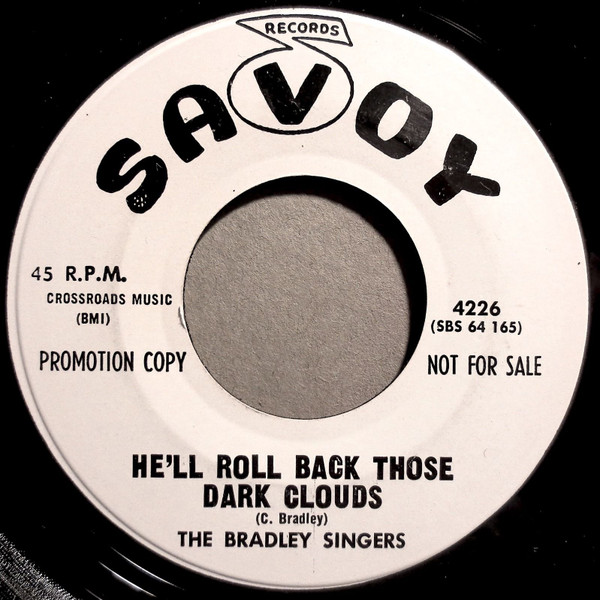 RECORDS
SAVOY
45 R.P.M.
CROSSROADS MUSIC
(BMI)
PROMOTION COPY
4226
(SBS 64 165)
NOT FOR SALE
HE'LL ROLL BACK THOSE
DARK CLOUDS
(C. Bradley)
THE BRADLEY SINGERS